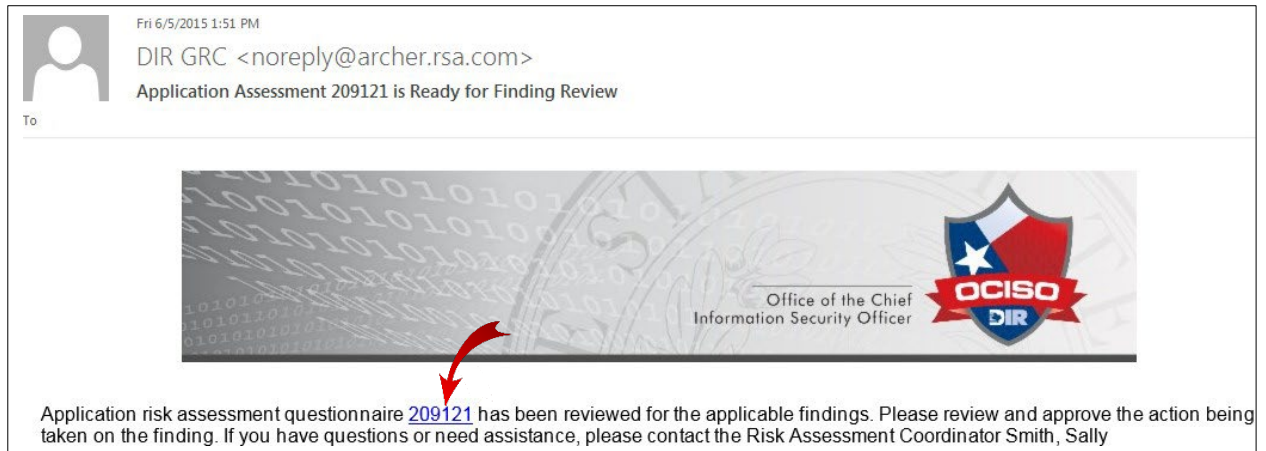 Fri 6/5/2015 1:51 PM
DIR GRC <noreply@archer.rsa.com>
Application Assessment 209121 is Ready for Finding Review
To
Office of the Chief
Information Security Officer
OCISO
DIR
Application risk assessment questionnaire 209121 has been reviewed for the applicable findings. Please review and approve the action being
taken on the finding. If you have questions or need assistance, please contact the Risk Assessment Coordinator Smith, Sally